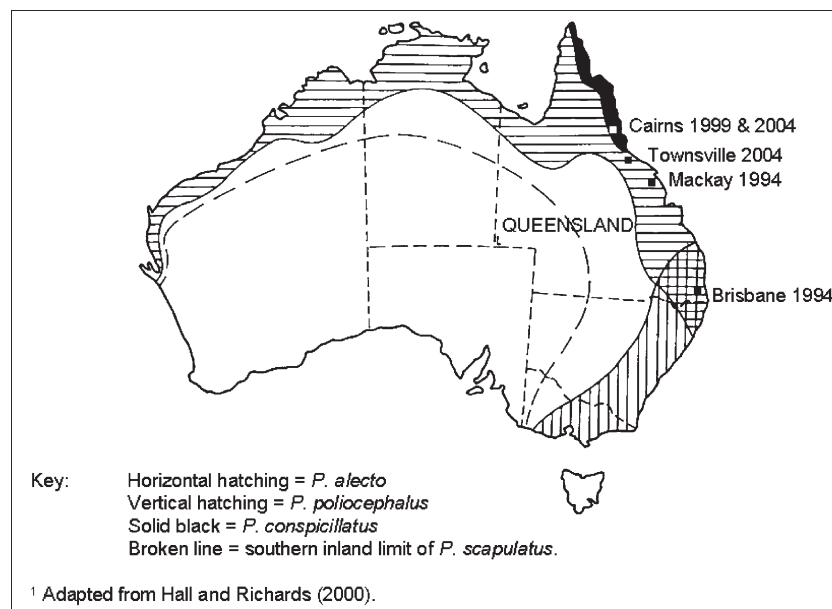 Cairns 1999 & 2004
Townsville 2004
Mackay 1994
QUEENSLAND
Brisbane 1994
Key: Horizontal hatching = P. alecto
Vertical hatching = P. poliocephalus
Solid black = P. conspicillatus
Broken line = southern inland limit of P. scapulatus.
¹ Adapted from Hall and Richards (2000).